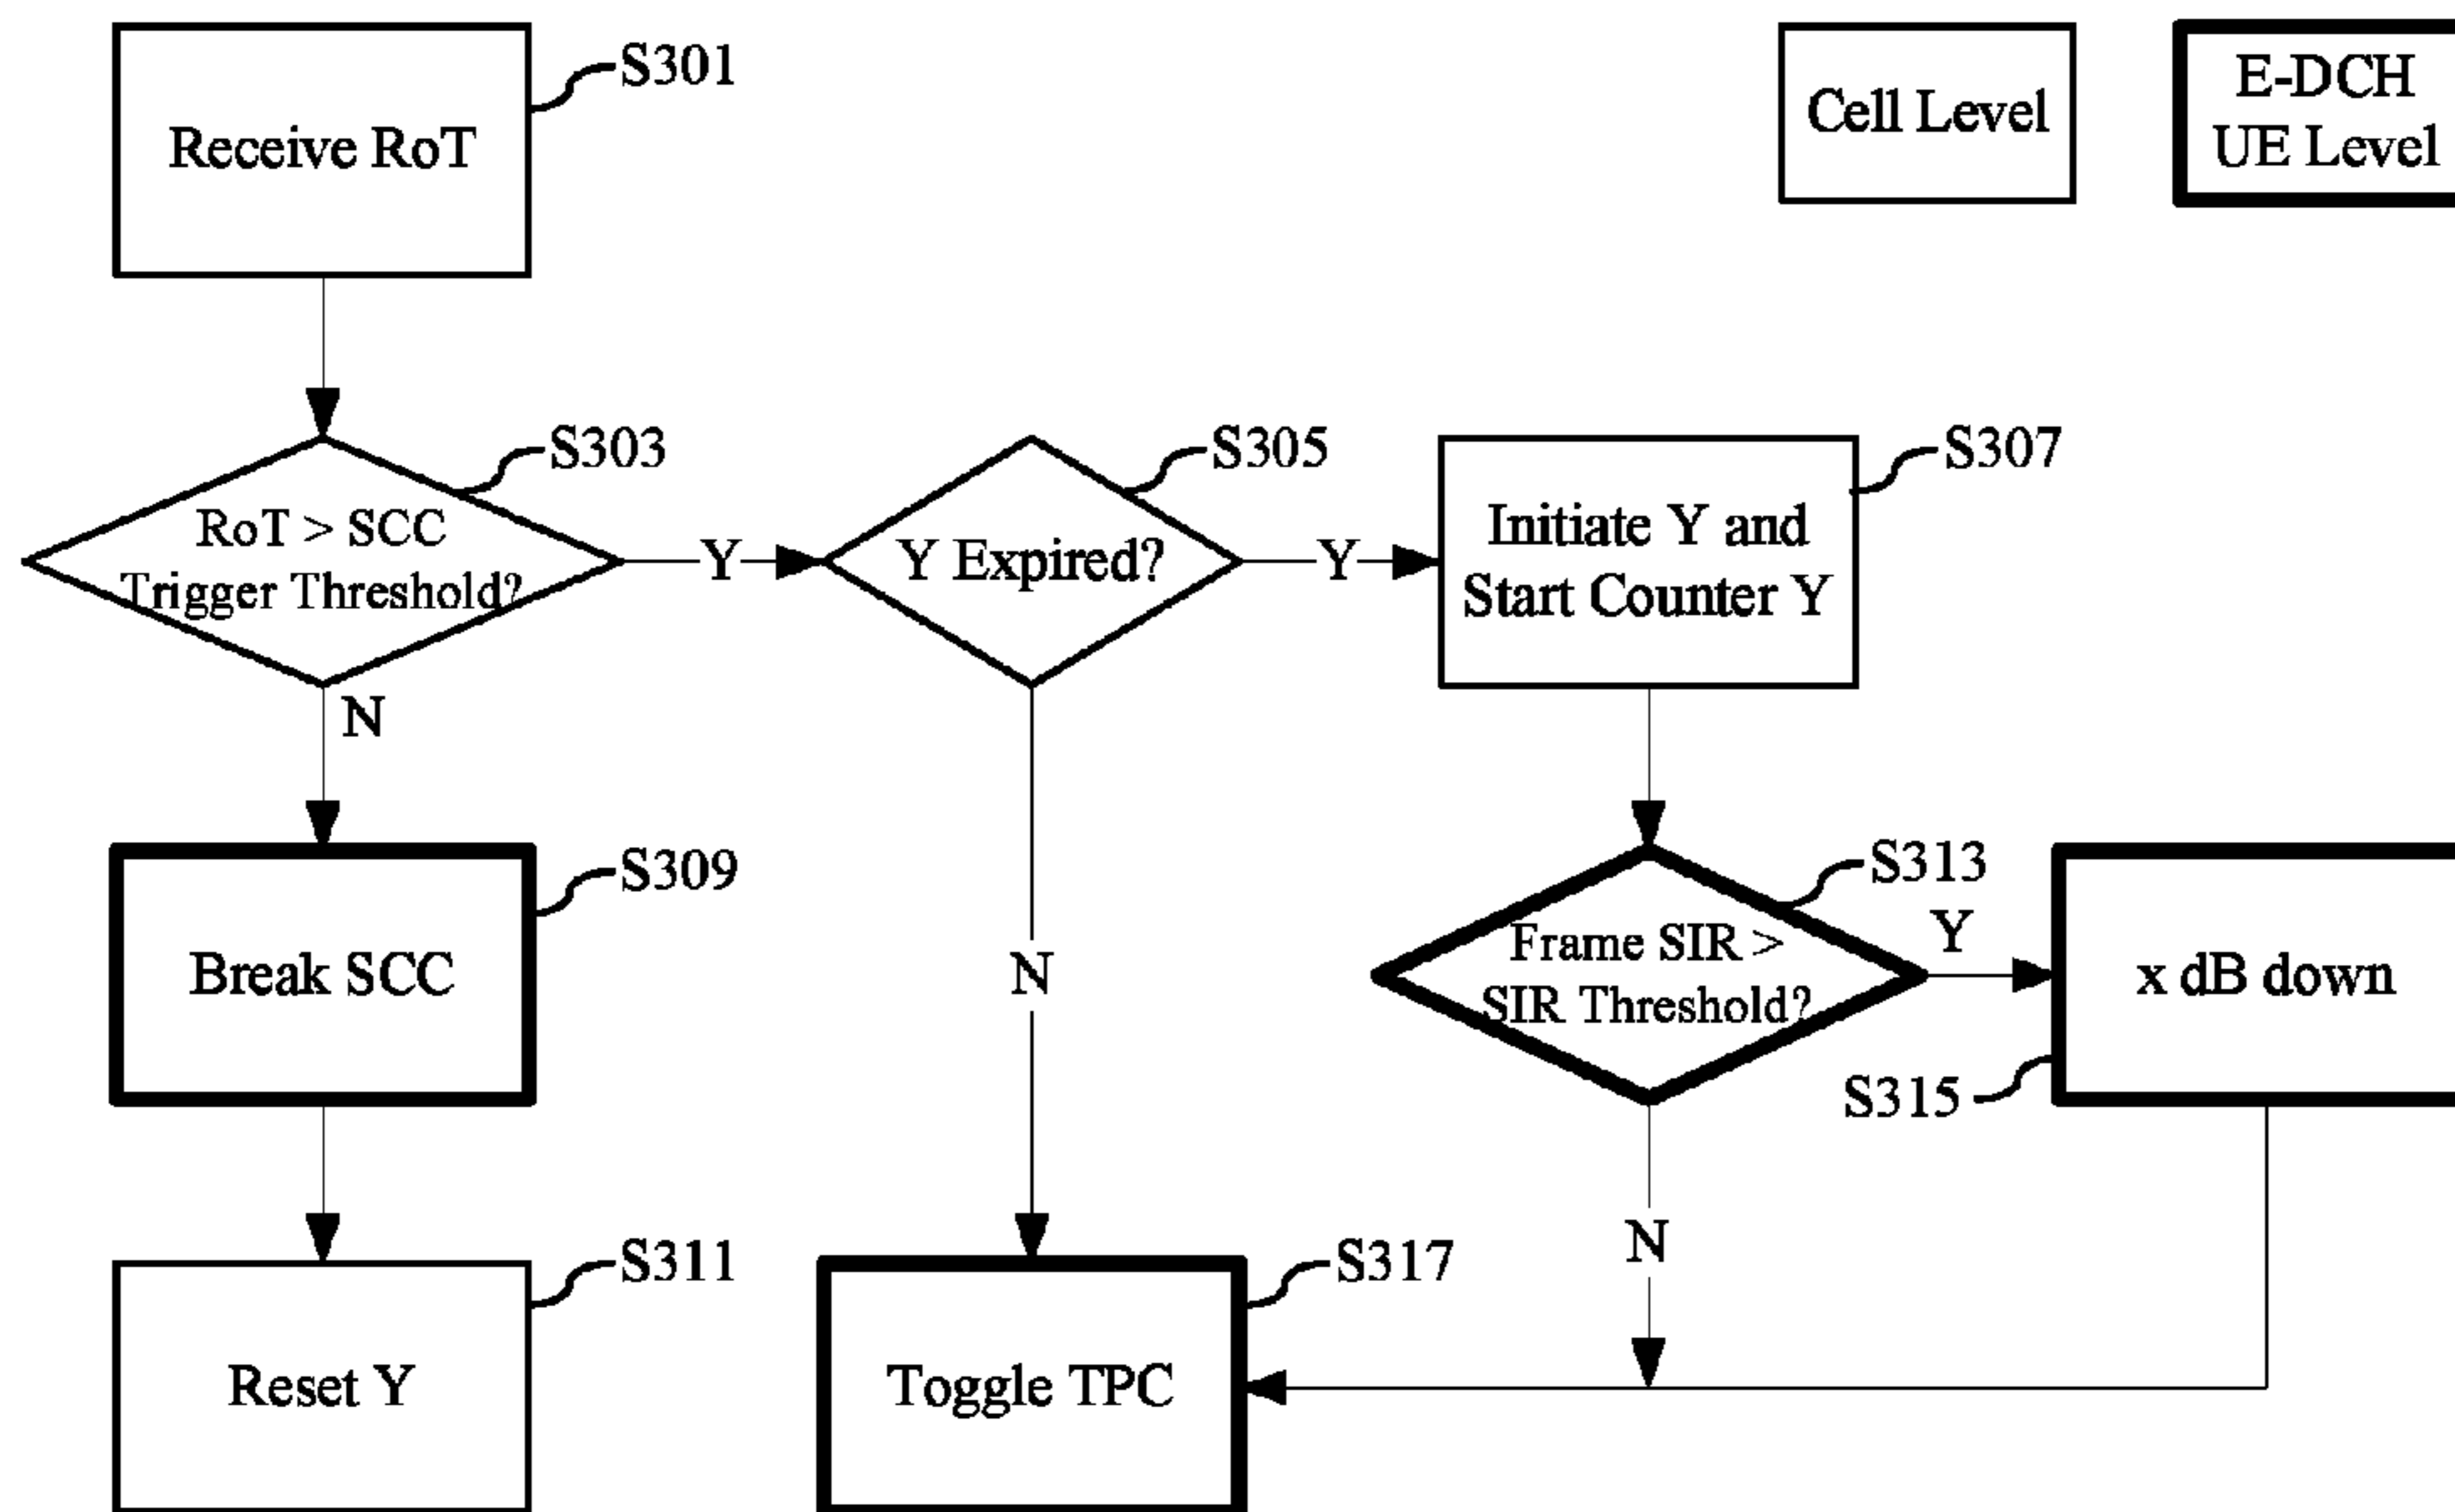 Receive RoT
S301
Cell Level
E-DCH
UE Level
RoT > SCC
Trigger Threshold?
S303
Y
Y Expired?
S305
Y
Initiate Y and
Start Counter Y
S307
N
Break SCC
S309
N
Frame SIR >
SIR Threshold?
S313
Y
x dB down
S315
N
Reset Y
S311
Toggle TPC
S317